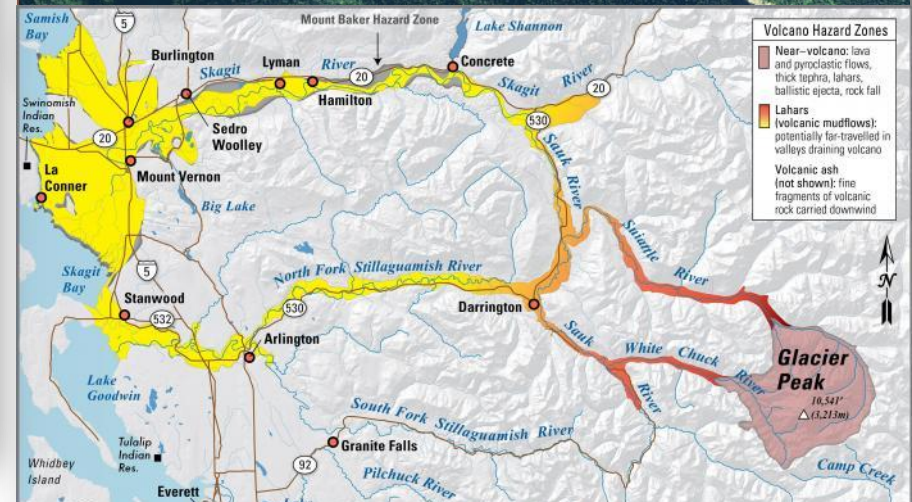 Samish
Bay
5
Mount Baker Hazard Zone
Lake Shannon
Burlington
Skagit
Lyman
River
20
Concrete
Hamilton
Skagit
River
20
Swinomish
Indian
Res.
20
Sedro
Woolley
530
Sauk
River
La
Conner
Mount Vernon
Big Lake
Suiattle
River
Skagit
Bay
5
North Fork Stillaguamish River
Stanwood
532
530
Darrington
Arlington
Sauk
River
White Chuck
River
Glacier
Peak
10,541'
(3,213m)
Lake
Goodwin
South Fork Stillaguamish River
Granite Falls
Tulalip
Indian
Res.
92
Whidbey
Island
Pilchuck River
Camp Creek
Everett
Volcano Hazard Zones
Near–volcano: lava
and pyroclastic flows,
thick tephra, lahars,
ballistic ejecta, rock fall
Lahars
(volcanic mudflows):
potentially far-travelled in
valleys draining volcano
Volcanic ash
(not shown): fine
fragments of volcanic
rock carried downwind
N